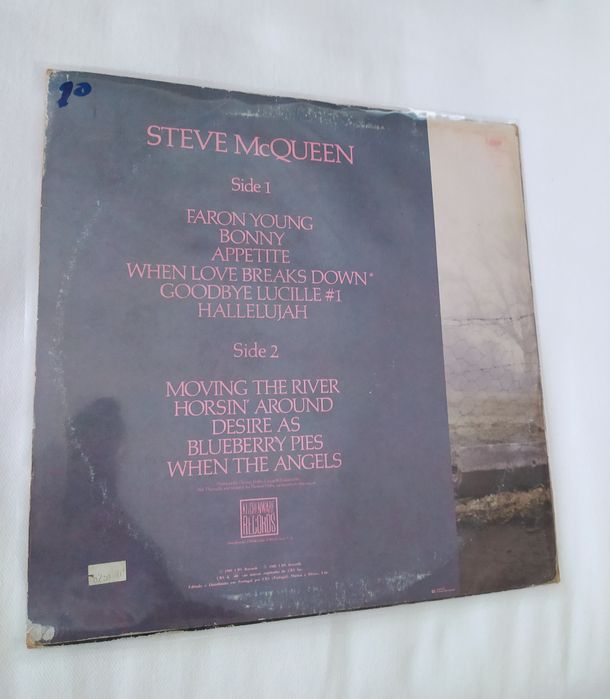 10
STEVE McQUEEN
Side 1
FARON YOUNG
BONNY
APPETITE
WHEN LOVE BREAKS DOWN*
GOODBYE LUCILLE #1
HALLELUJAH
Side 2
MOVING THE RIVER
HORSIN' AROUND
DESIRE AS
BLUEBERRY PIES
WHEN THE ANGELS
KITCHENWARE
RECORDS